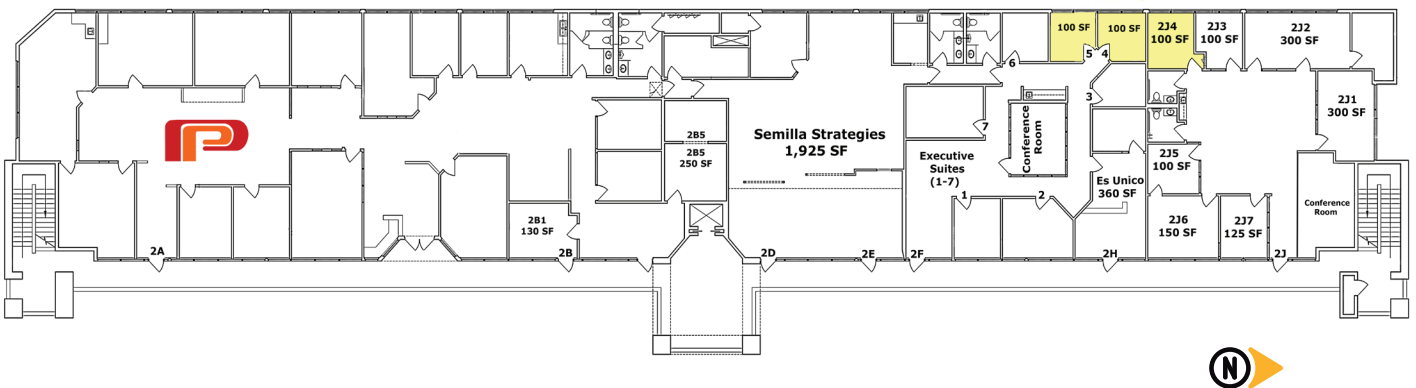 100 SF
100 SF
2J4
100 SF
2J3
100 SF
2J2
300 SF
5
4
6
3
7
2J1
300 SF
2B5
2B5
250 SF
Semilla Strategies
1,925 SF
Conference
Room
Executive
Suites
(1-7)
2J5
100 SF
Es Unico
360 SF
1
2
Conference
Room
2B1
130 SF
2J6
150 SF
2J7
125 SF
2A
2B
2D
2E
2F
2H
2J
N